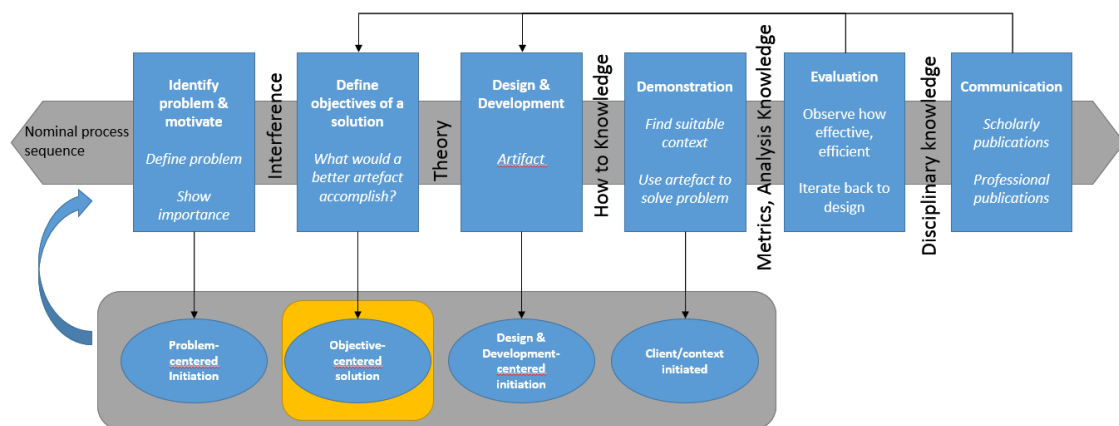 Nominal process
sequence
Identify
problem &
motivate
Define problem
Show
importance
Interference
Define
objectives of a
solution
What would a
better artefact
accomplish?
Theory
Design &
Development
Artifact
How to Knowledge
Demonstration
Find suitable
context
Use artefact to
solve problem
Metrics, Analysis Knowledge
Evaluation
Observe how
effective,
efficient
Iterate back to
design
Disciplinary knowledge
Communication
Scholarly
publications
Professional
publications
Problem-
centered
Initiation
Objective-
centered
solution
Design &
Development-
centered
initiation
Client/context
initiated